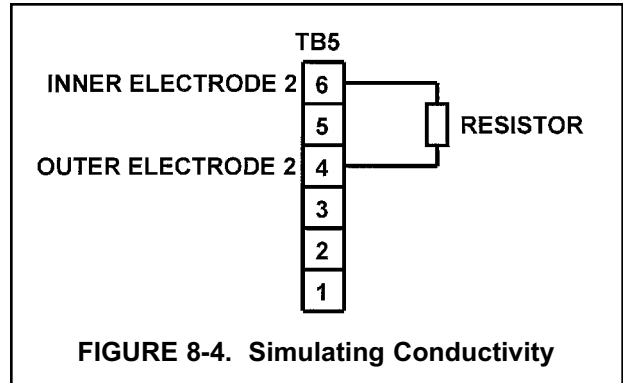 TB5
INNER ELECTRODE 2 6
5 RESISTOR
OUTER ELECTRODE 2 4
3
2
1
FIGURE 8-4. Simulating Conductivity